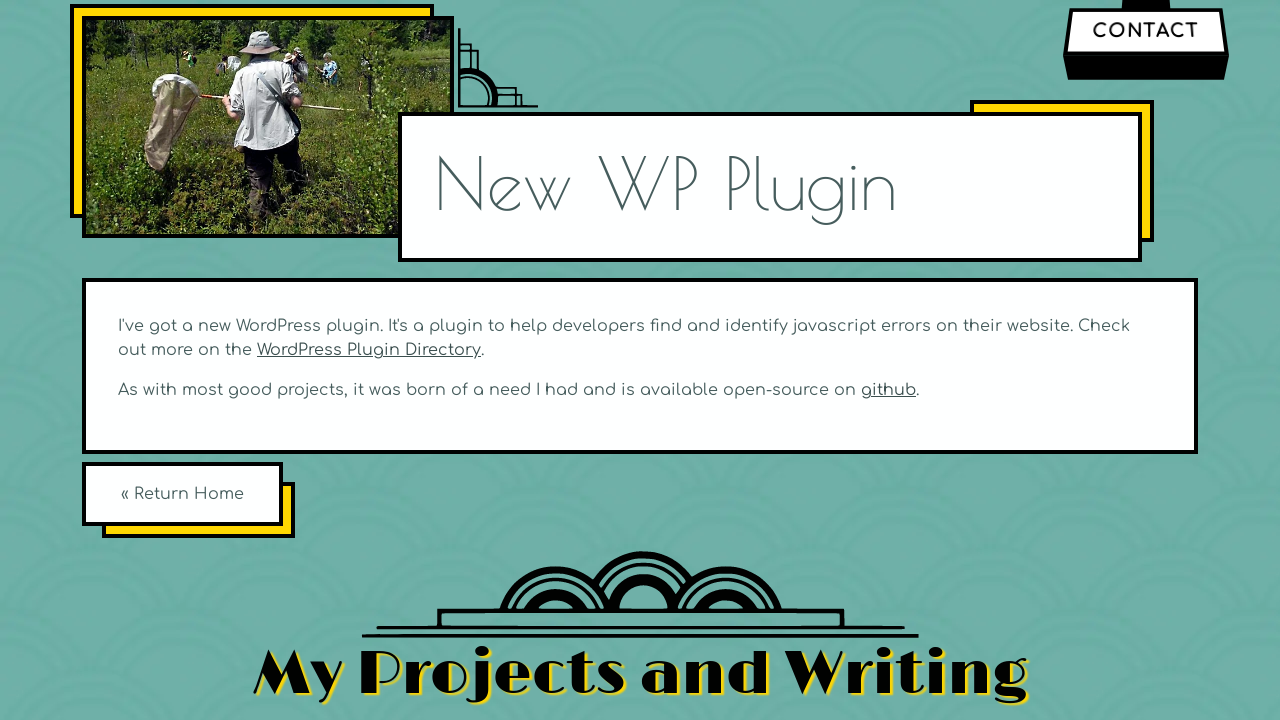 CONTACT
New WP Plugin
I've got a new WordPress plugin. It's a plugin to help developers find and identify javascript errors on their website. Check
out more on the WordPress Plugin Directory.
As with most good projects, it was born of a need I had and is available open-source on github.
« Return Home
My Projects and Writing